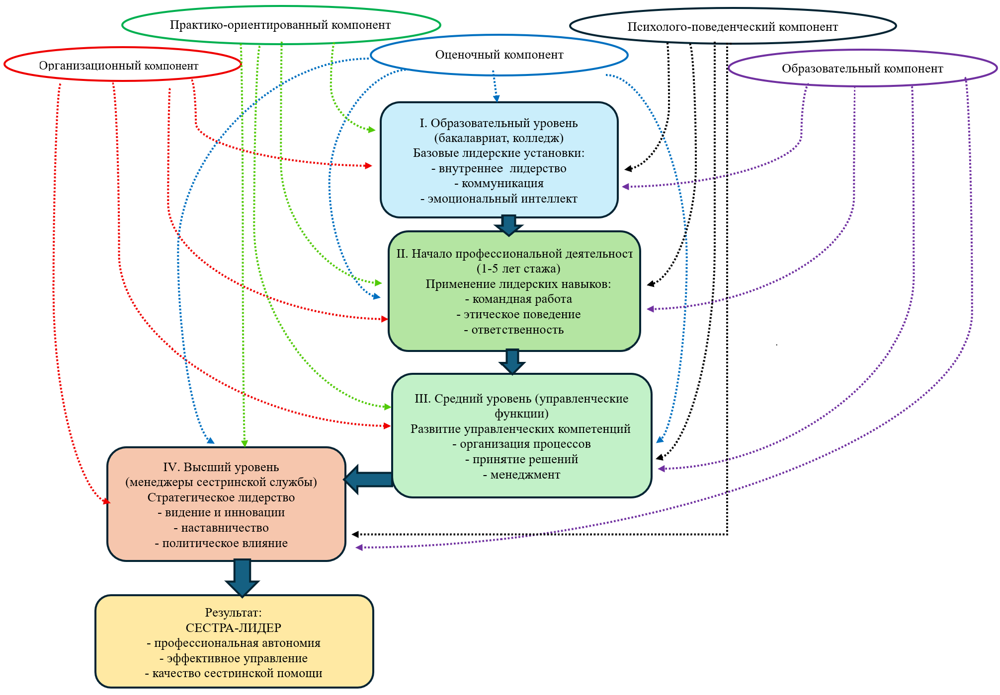 Практико-ориентированный компонент
Психолого-поведенческий компонент
Оценочный компонент
Организационный компонент
Образовательный компонент
I. Образовательный уровень
(бакалавриат, колледж)
Базовые лидерские установки:
- внутреннее лидерство
- коммуникация
- эмоциональный интеллект
II. Начало профессиональной деятельност
(1-5 лет стажа)
Применение лидерских навыков:
- командная работа
- этическое поведение
- ответственность
III. Средний уровень (управленческие
функции)
Развитие управленческих компетенций
- организация процессов
- принятие решений
- менеджмент
IV. Высший уровень
(менеджеры сестринской службы)
Стратегическое лидерство
- видение и инновации
- наставничество
- политическое влияние
Результат:
СЕСТРА-ЛИДЕР
- профессиональная автономия
- эффективное управление
- качество сестринской помощи